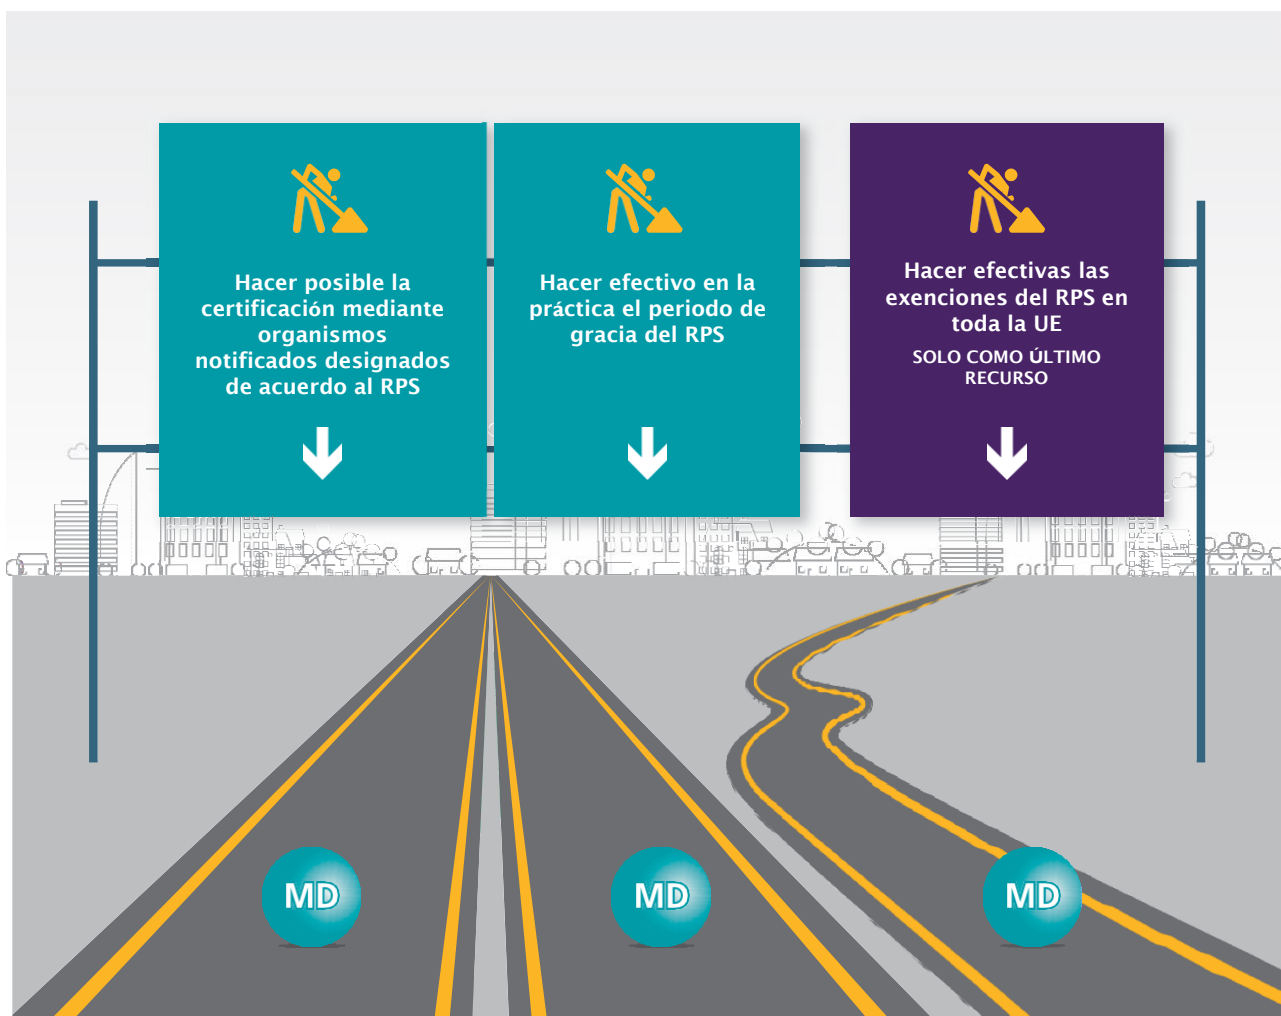 Hacer posible la
certificación mediante
organismos
notificados designados
de acuerdo al RPS
Hacer efectivo en la
práctica el periodo de
gracia del RPS
Hacer efectivas las
exenciones del RPS en
toda la UE
SOLO COMO ÚLTIMO
RECURSO
MD
MD
MD